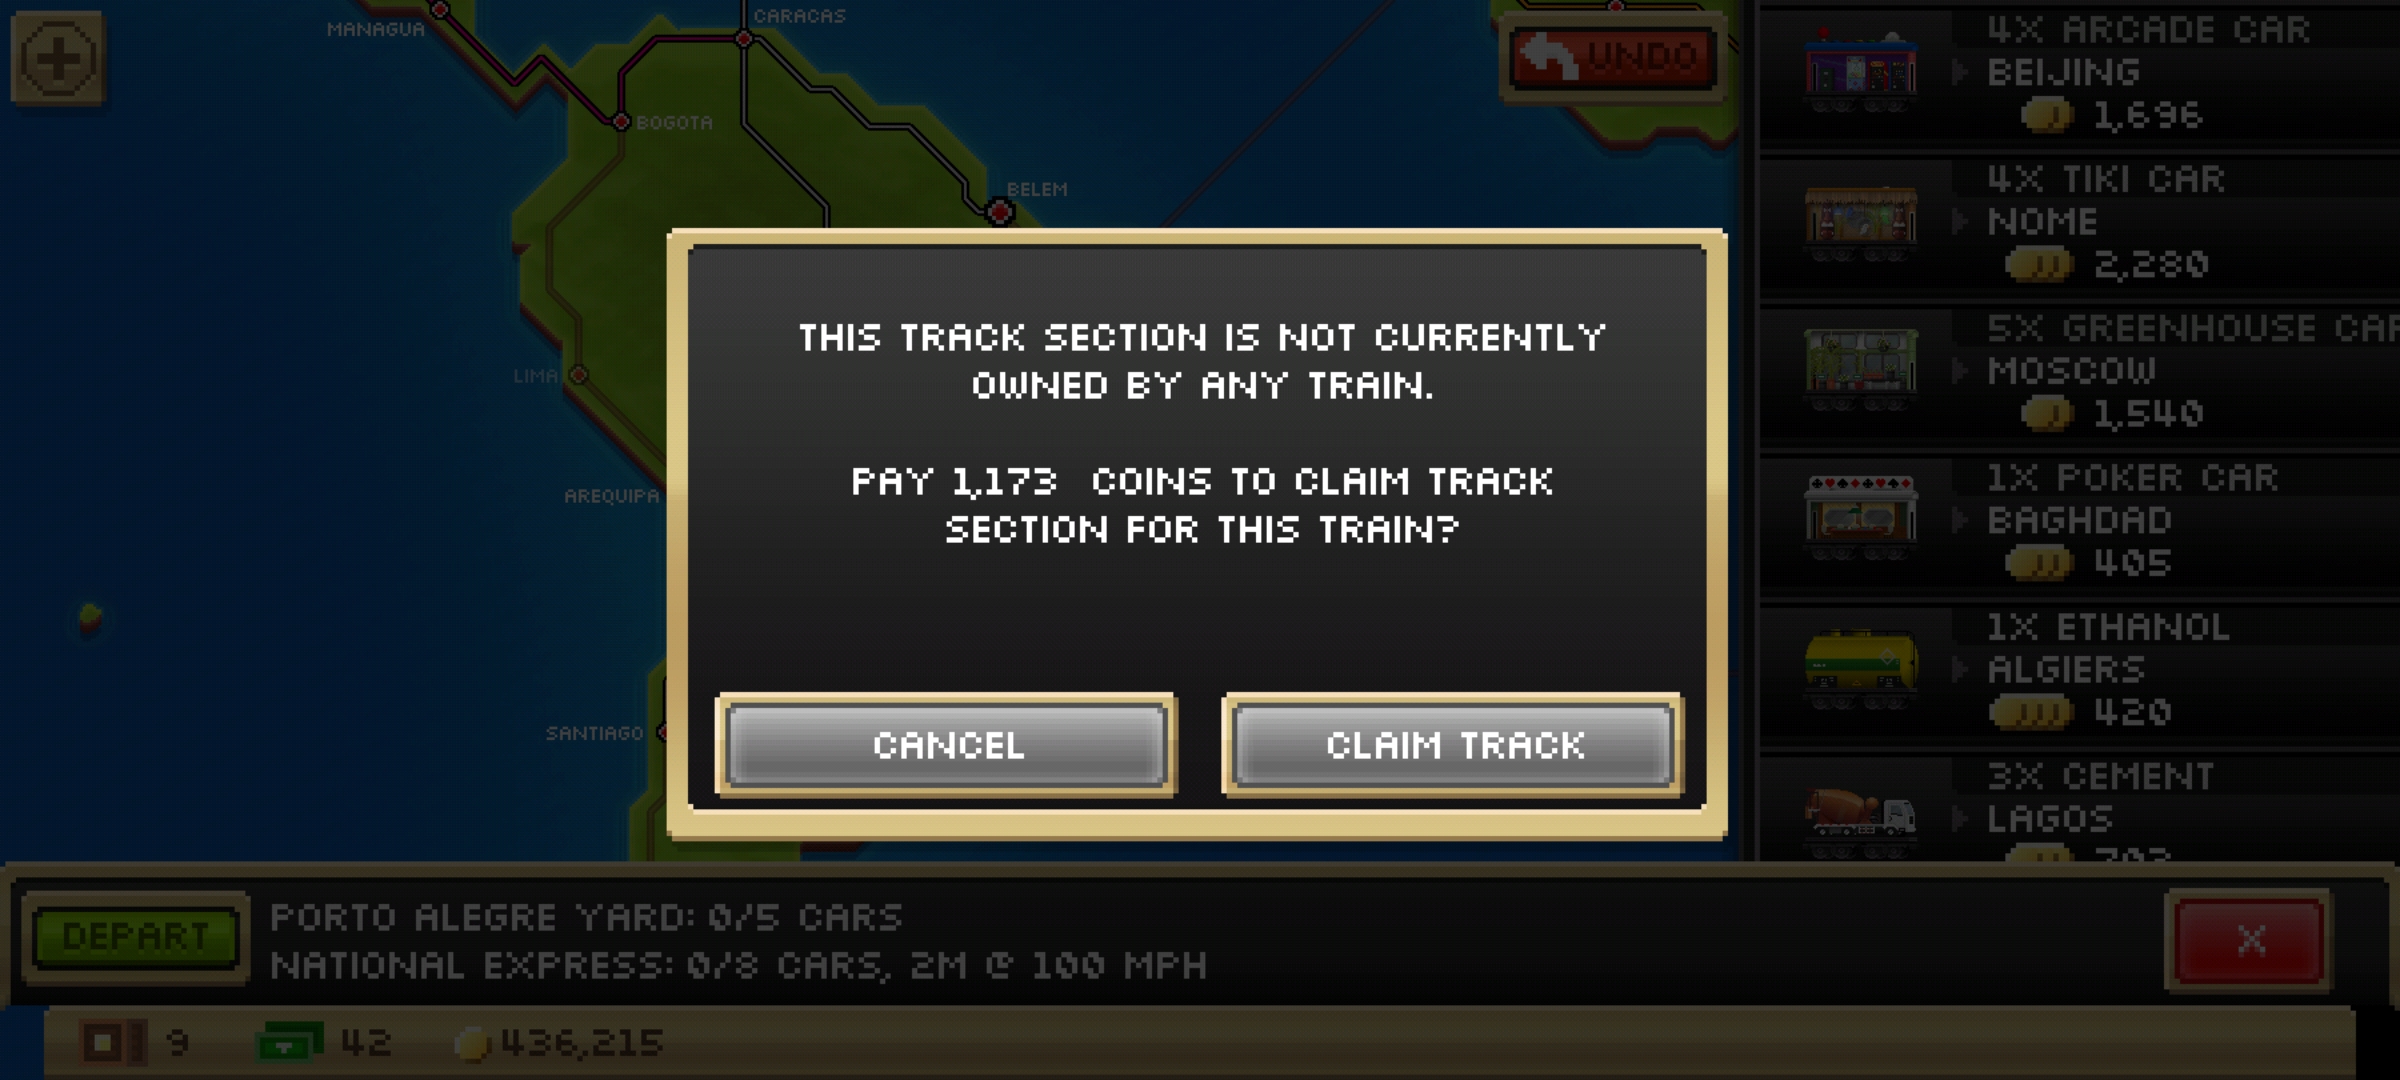 MANAGUA
CARACAS
BOGOTA
BELEM
LIMA
AREQUIPA
SANTIAGO
UNDO
4X ARCADE CAR
BEIJING
1,696
4X TIKI CAR
NOME
2,280
5X GREENHOUSE CAR
MOSCOW
1,540
1X POKER CAR
BAGHDAD
405
1X ETHANOL
ALGIERS
420
3X CEMENT
LAGOS
THIS TRACK SECTION IS NOT CURRENTLY
OWNED BY ANY TRAIN.
PAY 1,173 COINS TO CLAIM TRACK
SECTION FOR THIS TRAIN?
CANCEL
CLAIM TRACK
DEPART
PORTO ALEGRE YARD: 0/5 CARS
NATIONAL EXPRESS: 0/8 CARS, 2M @ 100 MPH
X
9
42
436,215